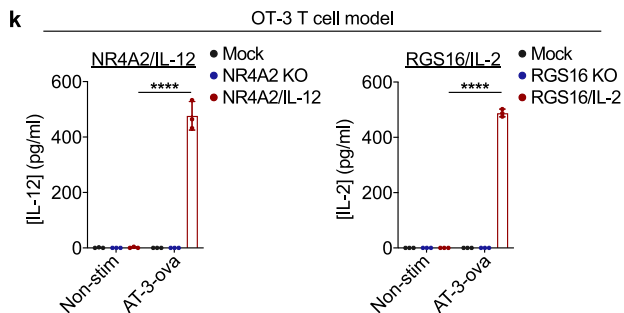 k
OT-3 T cell model
NR4A2/IL-12
Mock
NR4A2 KO
NR4A2/IL-12
[IL-12] (pg/ml)
600
400
200
0
****
Non-stim
AT-3-ova
RGS16/IL-2
Mock
RGS16 KO
RGS16/IL-2
[IL-2] (pg/ml)
600
400
200
0
****
Non-stim
AT-3-ova